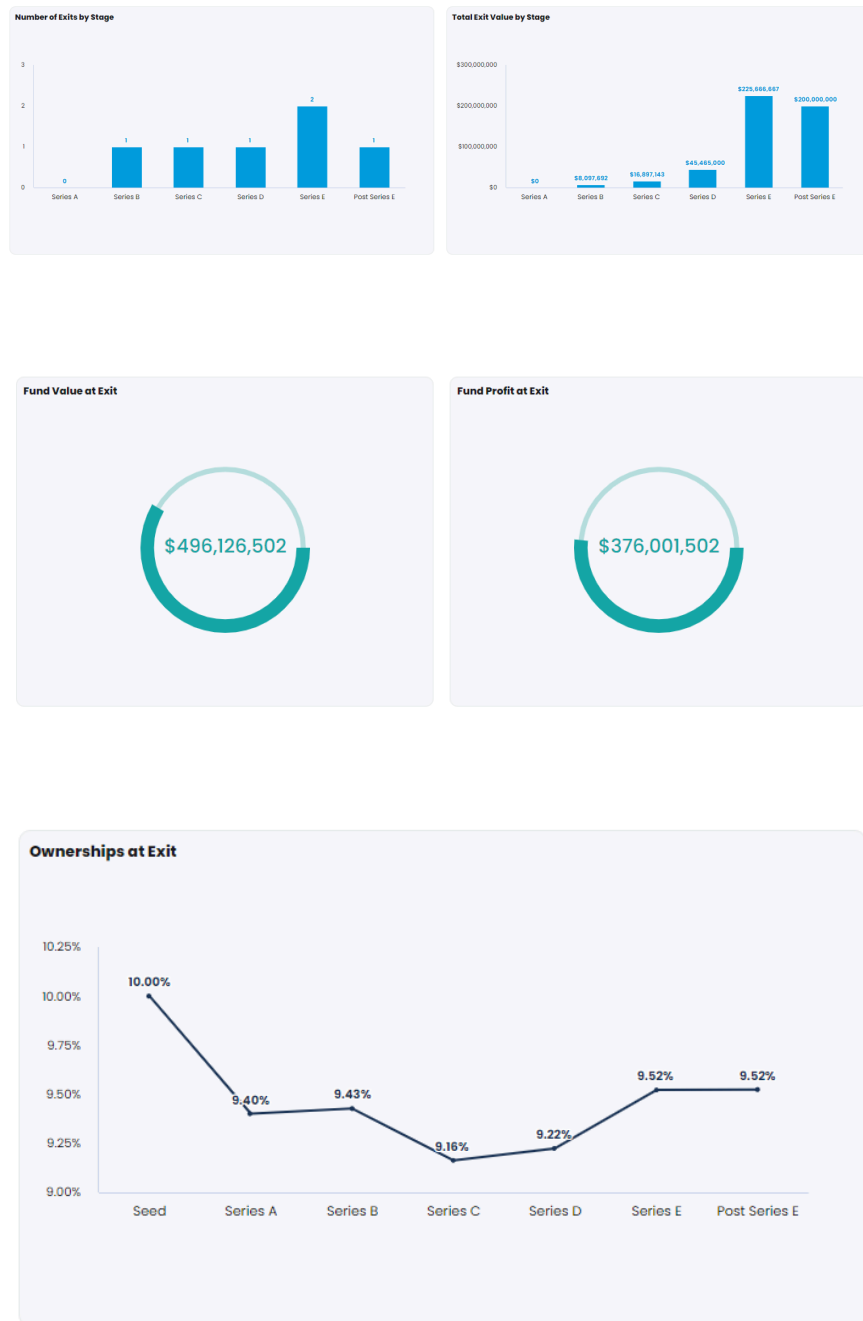 Number of Exits by Stage
3
2
1
0
0
1
1
1
2
1
Series A
Series B
Series C
Series D
Series E
Post Series E
Total Exit Value by Stage
$300,000,000
$200,000,000
$100,000,000
$0
$0
$8,097,692
$16,897,143
$45,465,000
$225,666,667
$200,000,000
Series A
Series B
Series C
Series D
Series E
Post Series E
Fund Value at Exit
$496,126,502
Fund Profit at Exit
$376,001,502
Ownerships at Exit
10.25%
10.00%
9.75%
9.50%
9.25%
9.00%
10.00%
9.40%
9.43%
9.16%
9.22%
9.52%
9.52%
Seed
Series A
Series B
Series C
Series D
Series E
Post Series E